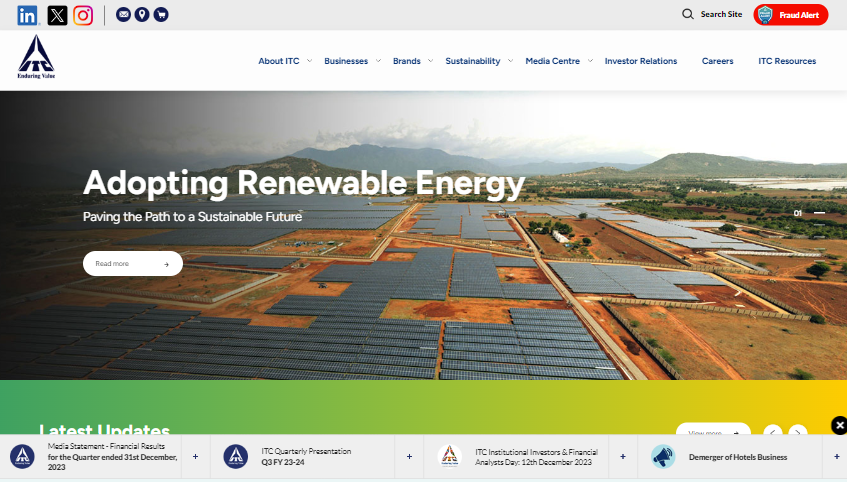 in
X
Search Site
Fraud Alert
ITC
Enduring Value
About ITC
Businesses
Brands
Sustainability
Media Centre
Investor Relations
Careers
ITC Resources
Adopting Renewable Energy
Paving the Path to a Sustainable Future
01
Read more
Latest Updates
View more
Media Statement - Financial Results
for the Quarter ended 31st December,
2023
ITC Quarterly Presentation
Q3 FY 23-24
ITC Institutional Investors & Financial
Analysts Day: 12th December 2023
Demerger of Hotels Business